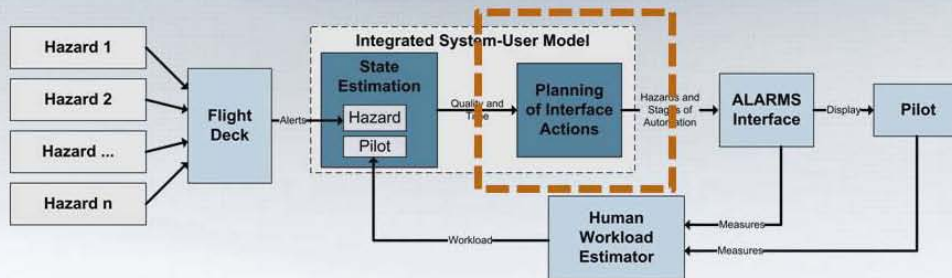 Hazard 1
Hazard 2
Hazard ...
Hazard n
Flight
Deck
Alerts
Integrated System-User Model
State
Estimation
Hazard
Pilot
Quality and
Time
Planning
of Interface
Actions
Hazards and
Stages of
Automation
ALARMS
Interface
Display
Pilot
Human
Workload
Estimator
Measures
Measures
Workload